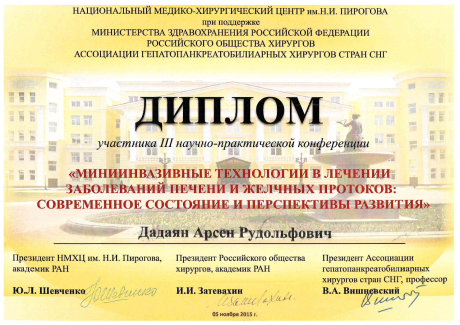 НАЦИОНАЛЬНЫЙ МЕДИКО-ХИРУРГИЧЕСКИЙ ЦЕНТР им.Н.И. ПИРОГОВА
при поддержке
МИНИСТЕРСТВА ЗДРАВОХРАНЕНИЯ РОССИЙСКОЙ ФЕДЕРАЦИИ
РОССИЙСКОГО ОБЩЕСТВА ХИРУРГОВ
АССОЦИАЦИИ ГЕПАТОПАНКРЕАТОБИЛИАРНЫХ ХИРУРГОВ СТРАН СНГ
ДИПЛОМ
участника III научно-практической конференции
«МИНИИНВАЗИВНЫЕ ТЕХНОЛОГИИ В ЛЕЧЕНИИ
ЗАБОЛЕВАНИЙ ПЕЧЕНИ И ЖЕЛЧНЫХ ПРОТОКОВ:
СОВРЕМЕННОЕ СОСТОЯНИЕ И ПЕРСПЕКТИВЫ РАЗВИТИЯ»
Дадаян Арсен Рудольфович
Президент НМХЦ им. Н.И. Пирогова,
академик РАН
Ю.Л. Шевченко
Президент Российского общества
хирургов, академик РАН
И.И. Затевахин
Президент Ассоциации
гепатопанкреатобилиарных
хирургов стран СНГ, профессор
В.А. Вишневский
05 ноября 2015 г.